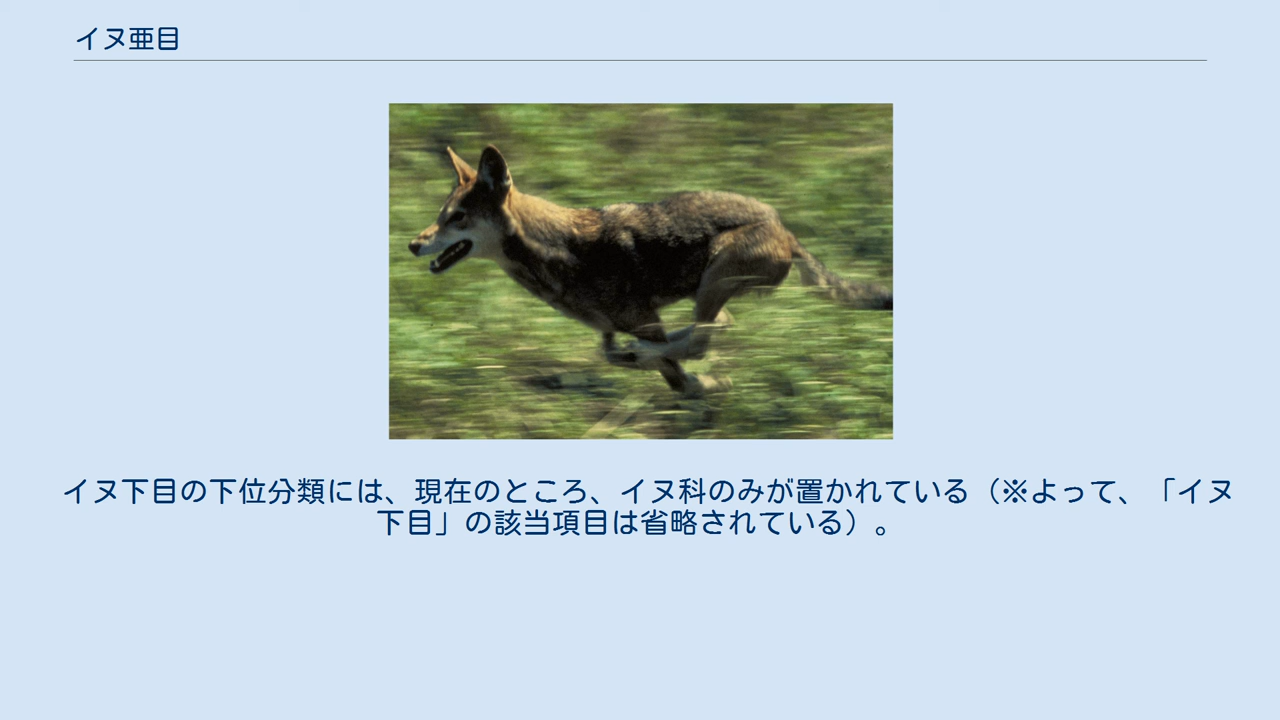 イヌ亜目
イヌ下目の下位分類には、現在のところ、イヌ科のみが置かれている（※よって、「イヌ
下目」の該当項目は省略されている）。